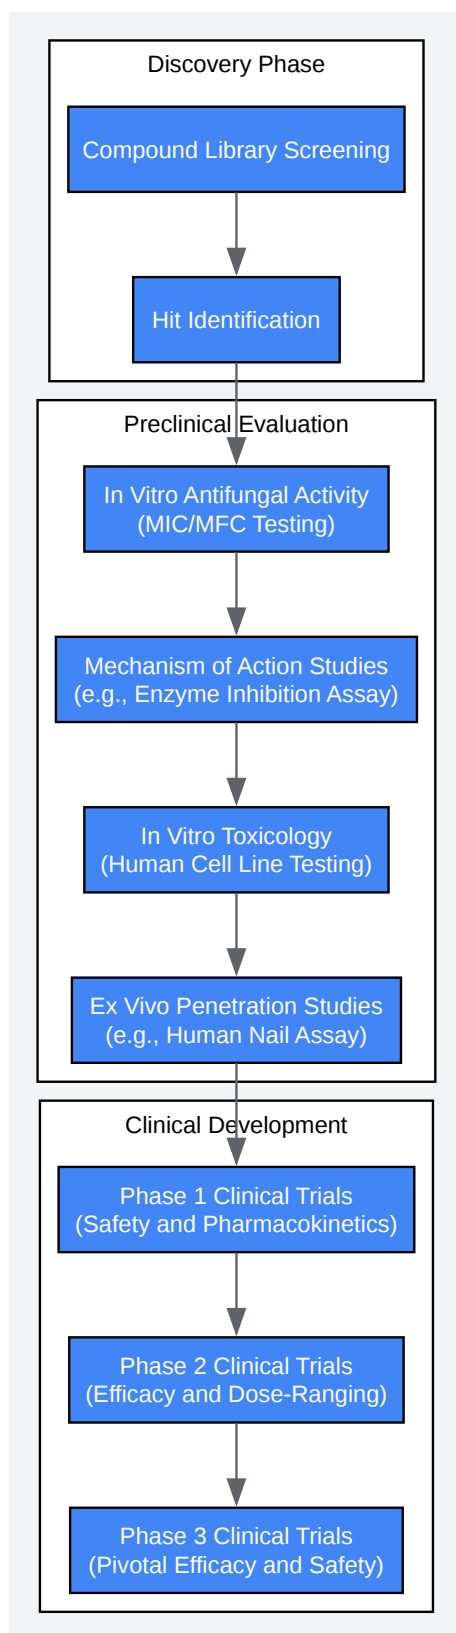 Discovery Phase
Compound Library Screening
Hit Identification
Preclinical Evaluation
In Vitro Antifungal Activity
(MIC/MFC Testing)
Mechanism of Action Studies
(e.g., Enzyme Inhibition Assay)
In Vitro Toxicology
(Human Cell Line Testing)
Ex Vivo Penetration Studies
(e.g., Human Nail Assay)
Clinical Development
Phase 1 Clinical Trials
(Safety and Pharmacokinetics)
Phase 2 Clinical Trials
(Efficacy and Dose-Ranging)
Phase 3 Clinical Trials
(Pivotal Efficacy and Safety)